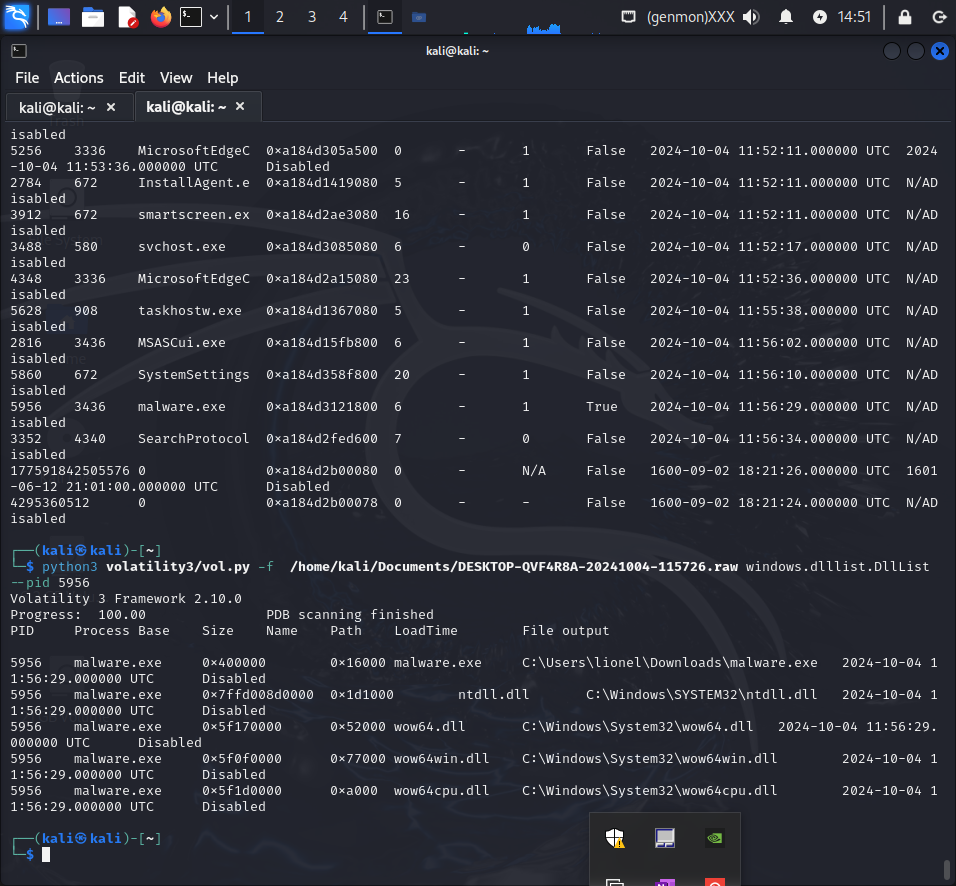 1 2 3 4 (genmon)XXX 14:51
kali@kali: ~
File Actions Edit View Help
kali@kali: ~ × kali@kali: ~ ×
isabled
5256 3336 MicrosoftEdgeC 0×a184d305a500 0 - 1 False 2024-10-04 11:52:11.000000 UTC 2024
-10-04 11:53:36.000000 UTC Disabled
2784 672 InstallAgent.e 0×a184d1419080 5 - 1 False 2024-10-04 11:52:11.000000 UTC N/AD
isabled
3912 672 smartscreen.ex 0×a184d2ae3080 16 - 1 False 2024-10-04 11:52:11.000000 UTC N/AD
isabled
3488 580 svchost.exe 0×a184d3085080 6 - 0 False 2024-10-04 11:52:17.000000 UTC N/AD
isabled
4348 3336 MicrosoftEdgeC 0×a184d2a15080 23 - 1 False 2024-10-04 11:52:36.000000 UTC N/AD
isabled
5628 908 taskhostw.exe 0×a184d1367080 5 - 1 False 2024-10-04 11:55:38.000000 UTC N/AD
isabled
2816 3436 MSASCui.exe 0×a184d15fb800 6 - 1 False 2024-10-04 11:56:02.000000 UTC N/AD
isabled
5860 672 SystemSettings 0×a184d358f800 20 - 1 False 2024-10-04 11:56:10.000000 UTC N/AD
isabled
5956 3436 malware.exe 0×a184d3121800 6 - 1 True 2024-10-04 11:56:29.000000 UTC N/AD
isabled
3352 4340 SearchProtocol 0×a184d2fed600 7 - 0 False 2024-10-04 11:56:34.000000 UTC N/AD
isabled
177591842505576 0 0×a184d2b00080 0 - N/A False 1600-09-02 18:21:26.000000 UTC 1601
-06-12 21:01:00.000000 UTC Disabled
4295360512 0 0×a184d2b00078 0 - - False 1600-09-02 18:21:24.000000 UTC N/AD
isabled
┌──(kali㉿kali)-[~]
└─$ python3 volatility3/vol.py -f /home/kali/Documents/DESKTOP-QVF4R8A-20241004-115726.raw windows.dlllist.DllList
--pid 5956
Volatility 3 Framework 2.10.0
Progress: 100.00 PDB scanning finished
PID Process Base Size Name Path LoadTime File output
5956 malware.exe 0×400000 0×16000 malware.exe C:\Users\lionel\Downloads\malware.exe 2024-10-04 1
1:56:29.000000 UTC Disabled
5956 malware.exe 0×7ffd008d0000 0×1d1000 ntdll.dll C:\Windows\SYSTEM32\ntdll.dll 2024-10-04 1
1:56:29.000000 UTC Disabled
5956 malware.exe 0×5f170000 0×52000 wow64.dll C:\Windows\System32\wow64.dll 2024-10-04 11:56:29.
000000 UTC Disabled
5956 malware.exe 0×5f0f0000 0×77000 wow64win.dll C:\Windows\System32\wow64win.dll 2024-10-04 1
1:56:29.000000 UTC Disabled
5956 malware.exe 0×5f1d0000 0×a000 wow64cpu.dll C:\Windows\System32\wow64cpu.dll 2024-10-04 1
1:56:29.000000 UTC Disabled
┌──(kali㉿kali)-[~]
└─$